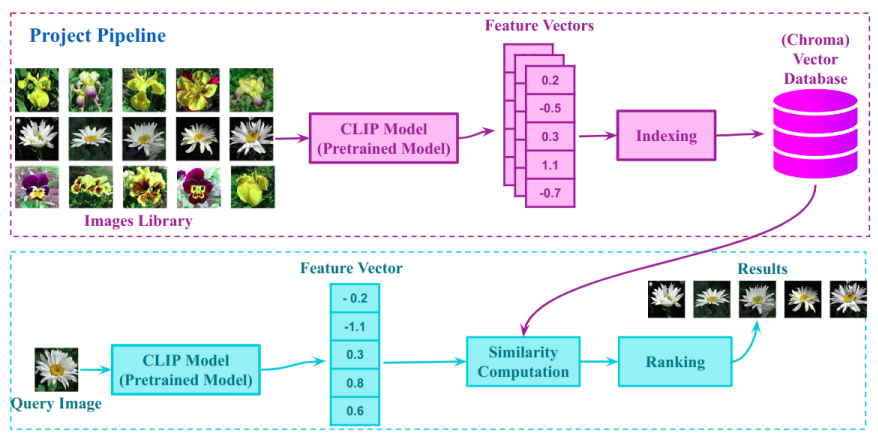 Project Pipeline
Feature Vectors
(Chroma)
Vector
Database
0.2
-0.5
0.3
1.1
-0.7
CLIP Model
(Pretrained Model)
Indexing
Images Library
Feature Vector
Results
- 0.2
-1.1
0.3
0.8
0.6
CLIP Model
(Pretrained Model)
Similarity
Computation
Ranking
Query Image